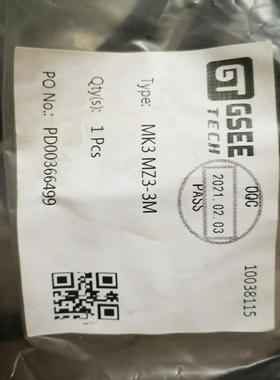 GSEE
TECH
Type: MK3 MZ3-3M
Qty(s): 1 Pcs
PO No.: PD00366499
OQC
2021.02.03
PASS
10038115